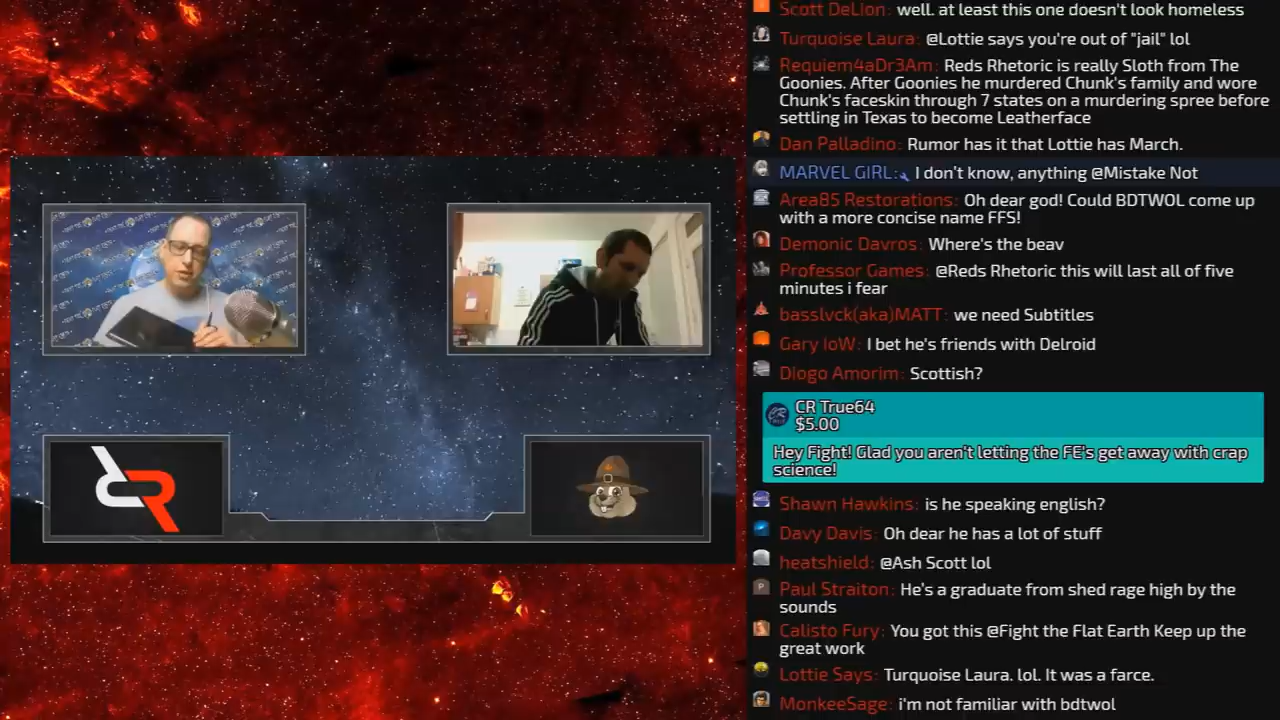 Scott DeLion: well. at least this one doesn't look homeless
Turquoise Laura: @Lottie says you're out of "jail" lol
Requiem4aDr3Am: Reds Rhetoric is really Sloth from The
Goonies. After Goonies he murdered Chunk's family and wore
Chunk's faceskin through 7 states on a murdering spree before
settling in Texas to become Leatherface
Dan Palladino: Rumor has it that Lottie has March.
MARVEL GIRL: I don't know, anything @Mistake Not
Area85 Restorations: Oh dear god! Could BDTWOL come up
with a more concise name FFS!
Demonic Davros: Where's the beav
Professor Games: @Reds Rhetoric this will last all of five
minutes i fear
basslvck(aka)MATT: we need Subtitles
Gary IoW: I bet he's friends with Delroid
Diogo Amorim: Scottish?
CR True64
$5.00
Hey Fight! Glad you aren't letting the FE's get away with crap
science!
Shawn Hawkins: is he speaking english?
Davy Davis: Oh dear he has a lot of stuff
heatshield: @Ash Scott lol
P
Paul Straiton: He's a graduate from shed rage high by the
sounds
Calisto Fury: You got this @Fight the Flat Earth Keep up the
great work
Lottie Says: Turquoise Laura. lol. It was a farce.
MonkeeSage: i'm not familiar with bdtwol